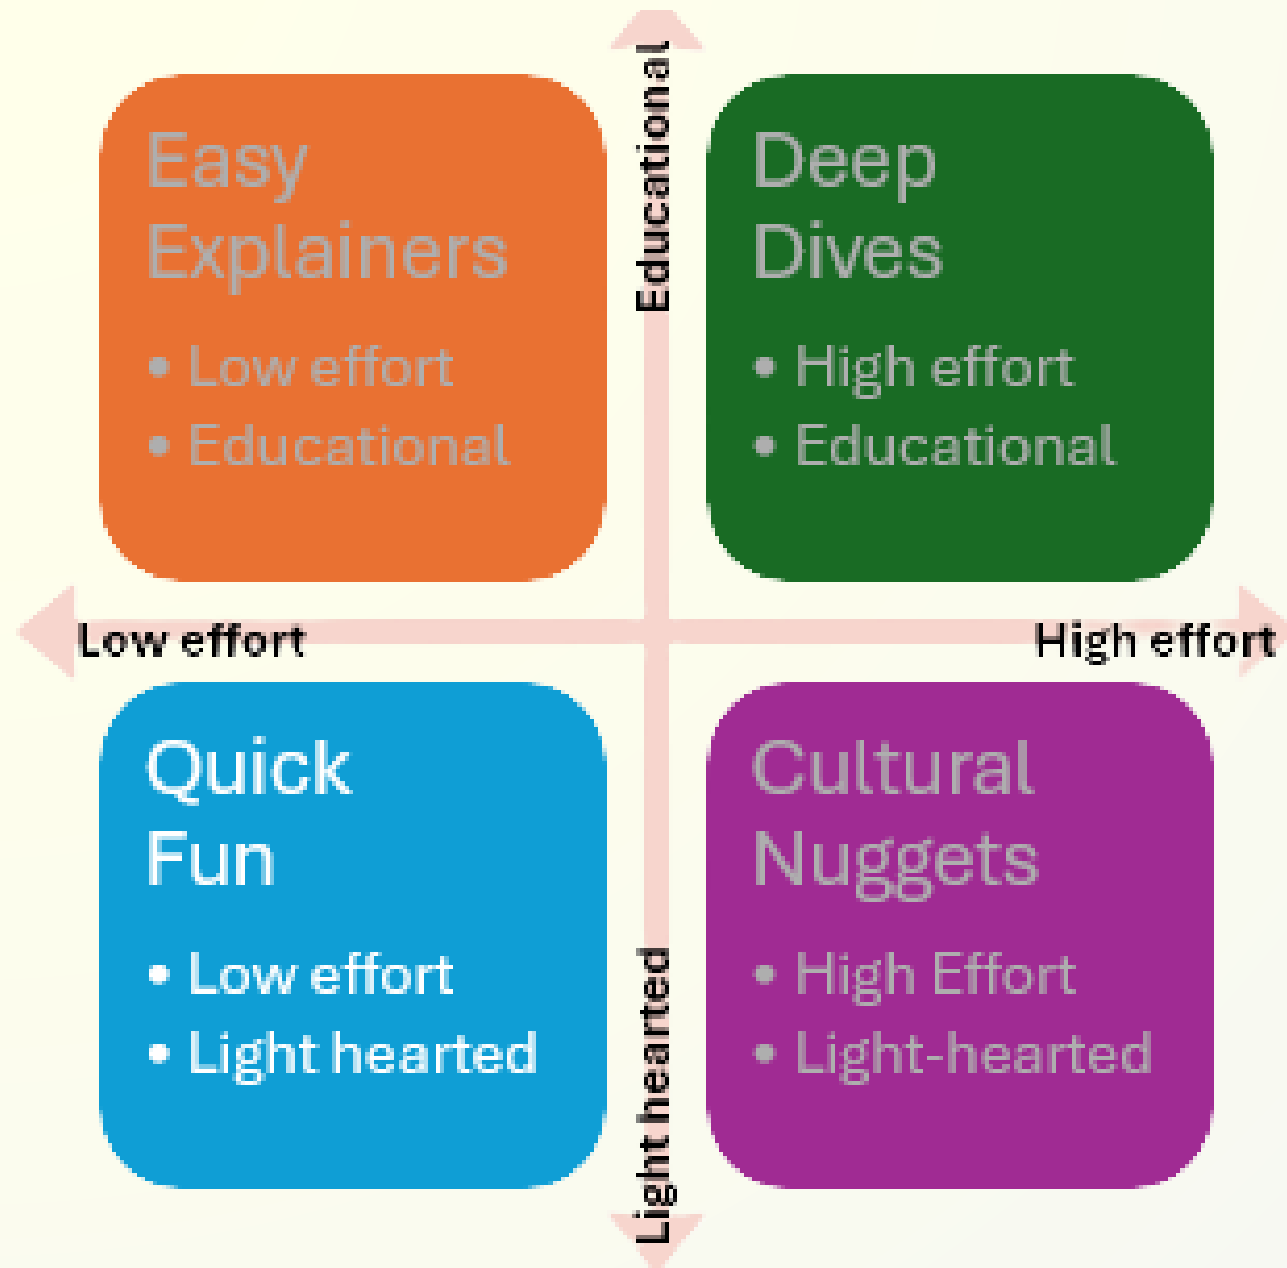 Educational
Easy
Explainers
• Low effort
• Educational
Deep
Dives
• High effort
• Educational
Low effort
High effort
Quick
Fun
• Low effort
• Light hearted
Cultural
Nuggets
• High Effort
• Light-hearted
Light hearted